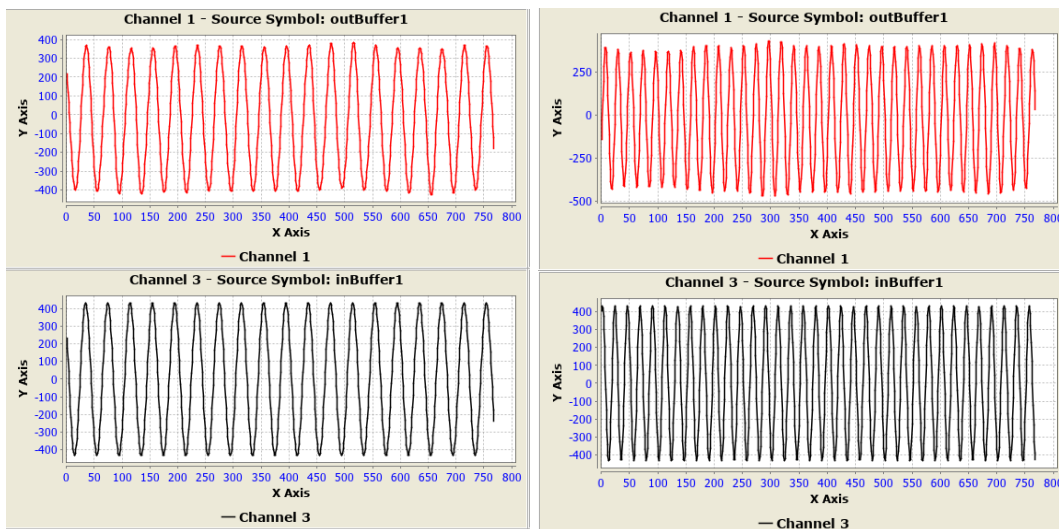 Channel 1 - Source Symbol: outBuffer1
400
300
200
100
0
-100
-200
-300
-400
Y Axis
0 50 100 150 200 250 300 350 400 450 500 550 600 650 700 750 800
X Axis
Channel 1
Channel 1 - Source Symbol: outBuffer1
250
0
-250
-500
Y Axis
0 50 100 150 200 250 300 350 400 450 500 550 600 650 700 750 800
X Axis
Channel 1
Channel 3 - Source Symbol: inBuffer1
400
300
200
100
0
-100
-200
-300
-400
Y Axis
0 50 100 150 200 250 300 350 400 450 500 550 600 650 700 750 800
X Axis
Channel 3
Channel 3 - Source Symbol: inBuffer1
400
300
200
100
0
-100
-200
-300
-400
Y Axis
0 50 100 150 200 250 300 350 400 450 500 550 600 650 700 750 800
X Axis
Channel 3